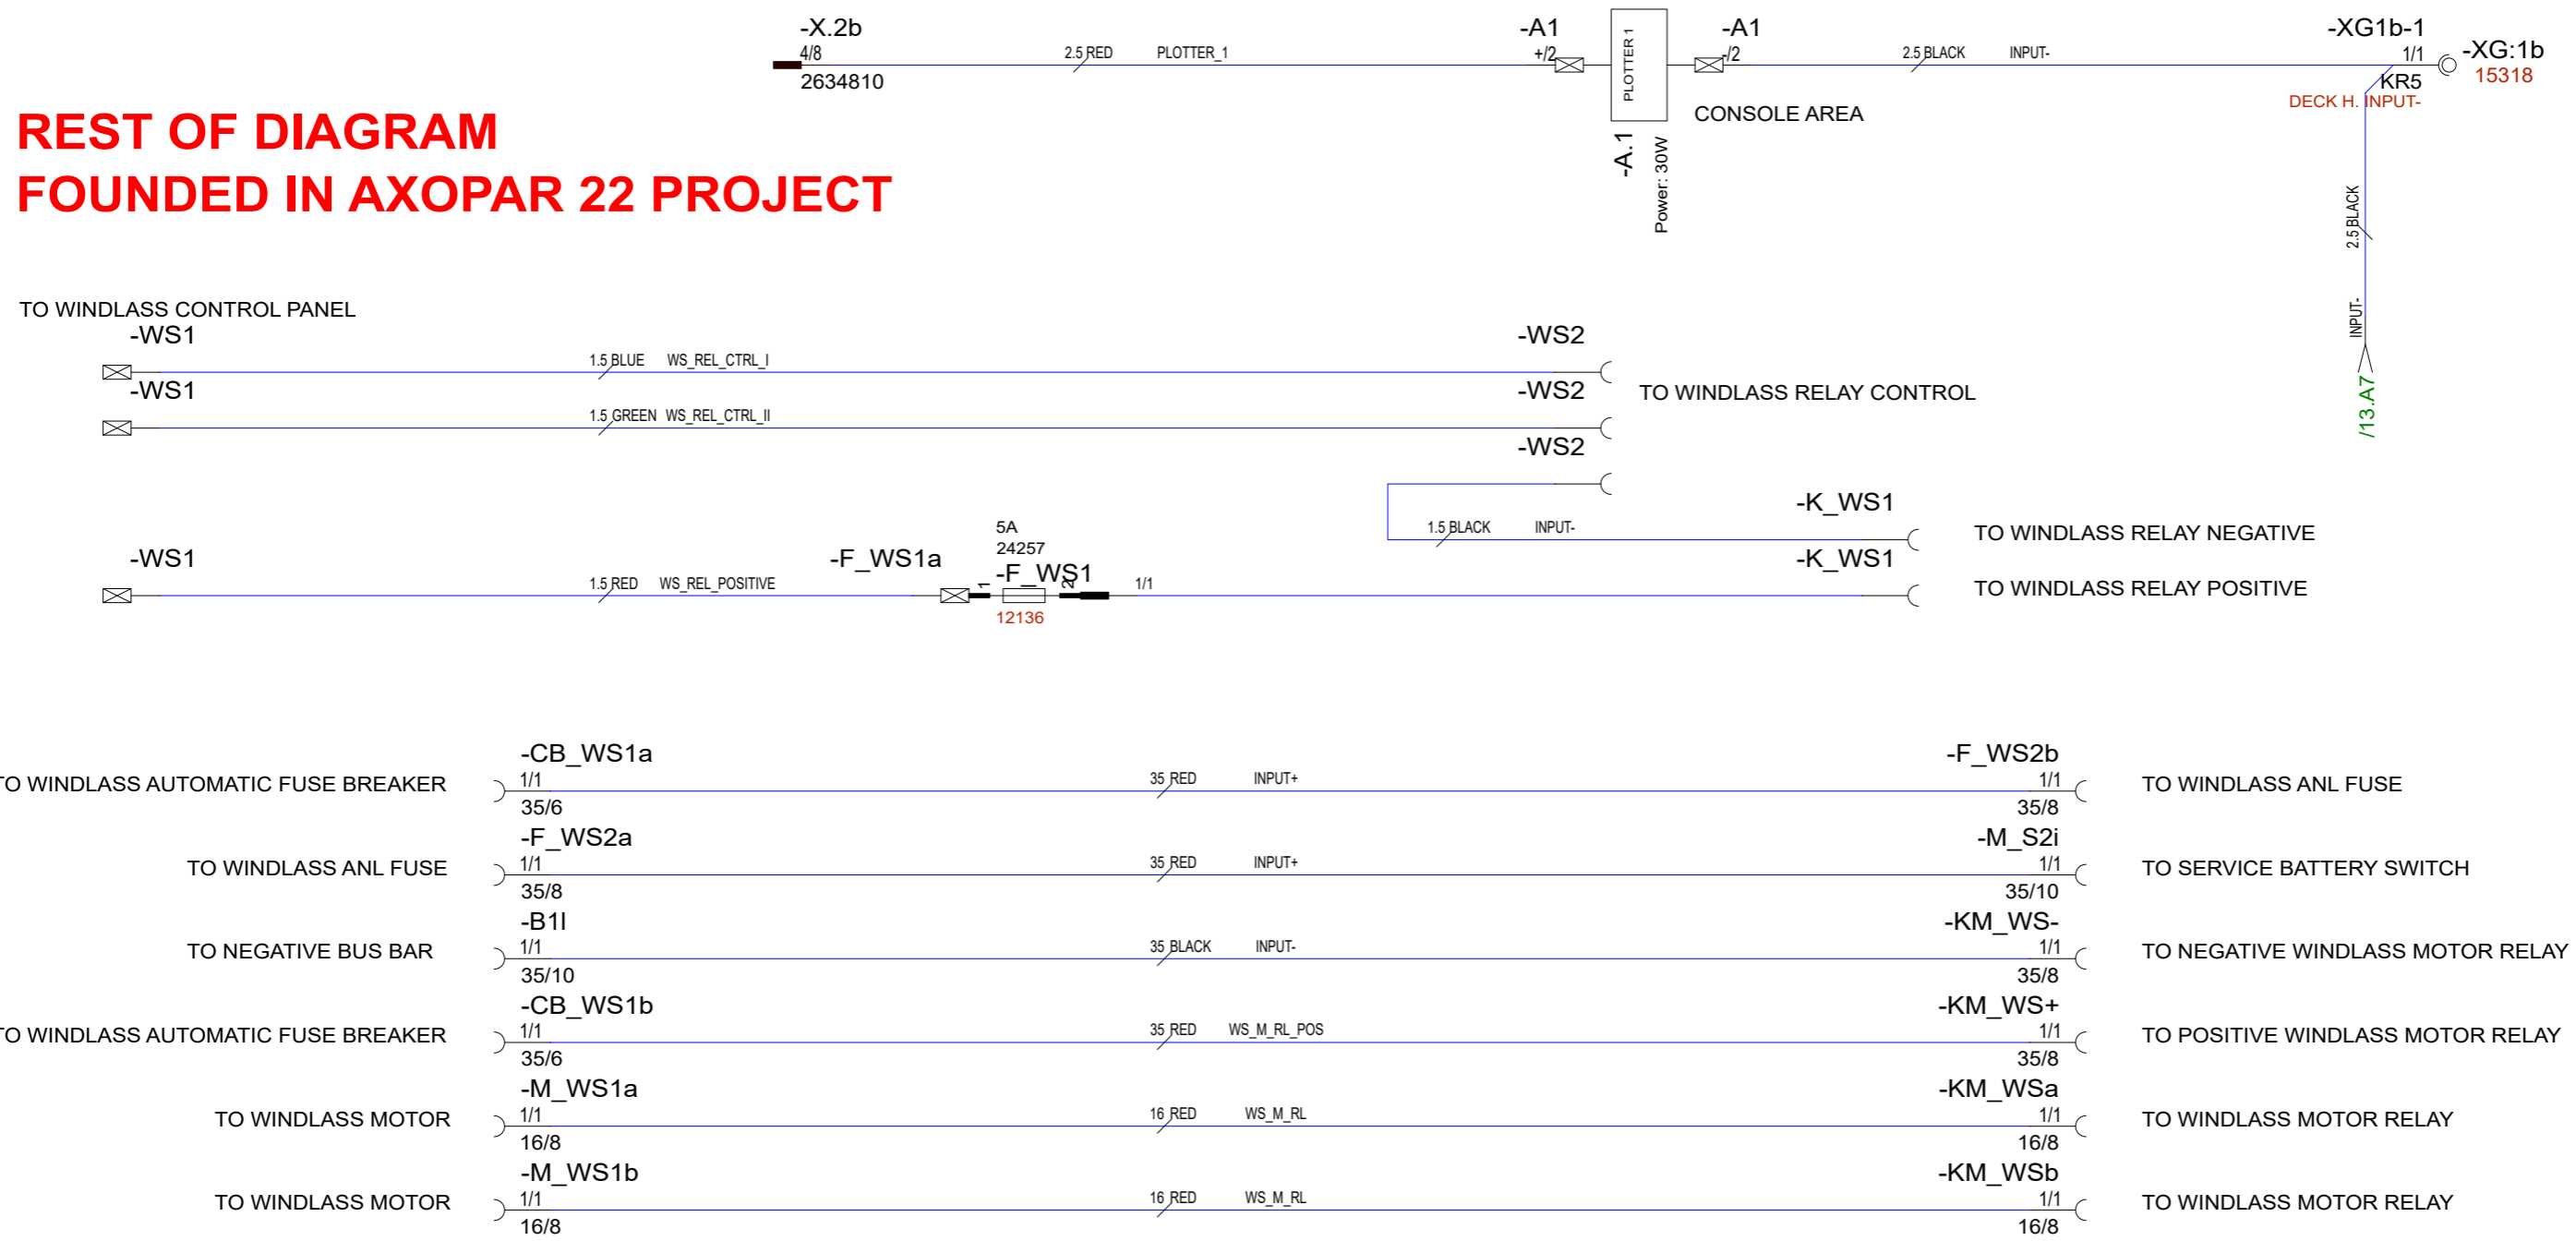 -X.2b
4/8
2634810
2.5 RED PLOTTER_1
-A1
+/2
PLOTTER 1
-A.1
Power: 30W
-A1
-/2
CONSOLE AREA
2.5 BLACK INPUT-
-XG1b-1
1/1
KR5
DECK H. INPUT-
-XG:1b
15318
2.5 BLACK
INPUT-
/13.A7
REST OF DIAGRAM
FOUNDED IN AXOPAR 22 PROJECT
TO WINDLASS CONTROL PANEL
-WS1
1.5 BLUE WS_REL_CTRL_I
-WS2
-WS1
1.5 GREEN WS_REL_CTRL_II
-WS2
TO WINDLASS RELAY CONTROL
-WS2
1.5 BLACK INPUT-
-K_WS1
TO WINDLASS RELAY NEGATIVE
-WS1
1.5 RED WS_REL_POSITIVE
-F_WS1a
5A
24257
-F_WS1
1
2
12136
1/1
-K_WS1
TO WINDLASS RELAY POSITIVE
TO WINDLASS AUTOMATIC FUSE BREAKER
-CB_WS1a
1/1
35/6
35 RED INPUT+
-F_WS2b
1/1
35/8
TO WINDLASS ANL FUSE
TO WINDLASS ANL FUSE
-F_WS2a
1/1
35/8
35 RED INPUT+
-M_S2i
1/1
35/10
TO SERVICE BATTERY SWITCH
TO NEGATIVE BUS BAR
-B1I
1/1
35/10
35 BLACK INPUT-
-KM_WS-
1/1
35/8
TO NEGATIVE WINDLASS MOTOR RELAY
TO WINDLASS AUTOMATIC FUSE BREAKER
-CB_WS1b
1/1
35/6
35 RED WS_M_RL_POS
-KM_WS+
1/1
35/8
TO POSITIVE WINDLASS MOTOR RELAY
TO WINDLASS MOTOR
-M_WS1a
1/1
16/8
16 RED WS_M_RL
-KM_WSa
1/1
16/8
TO WINDLASS MOTOR RELAY
TO WINDLASS MOTOR
-M_WS1b
1/1
16/8
16 RED WS_M_RL
-KM_WSb
1/1
16/8
TO WINDLASS MOTOR RELAY